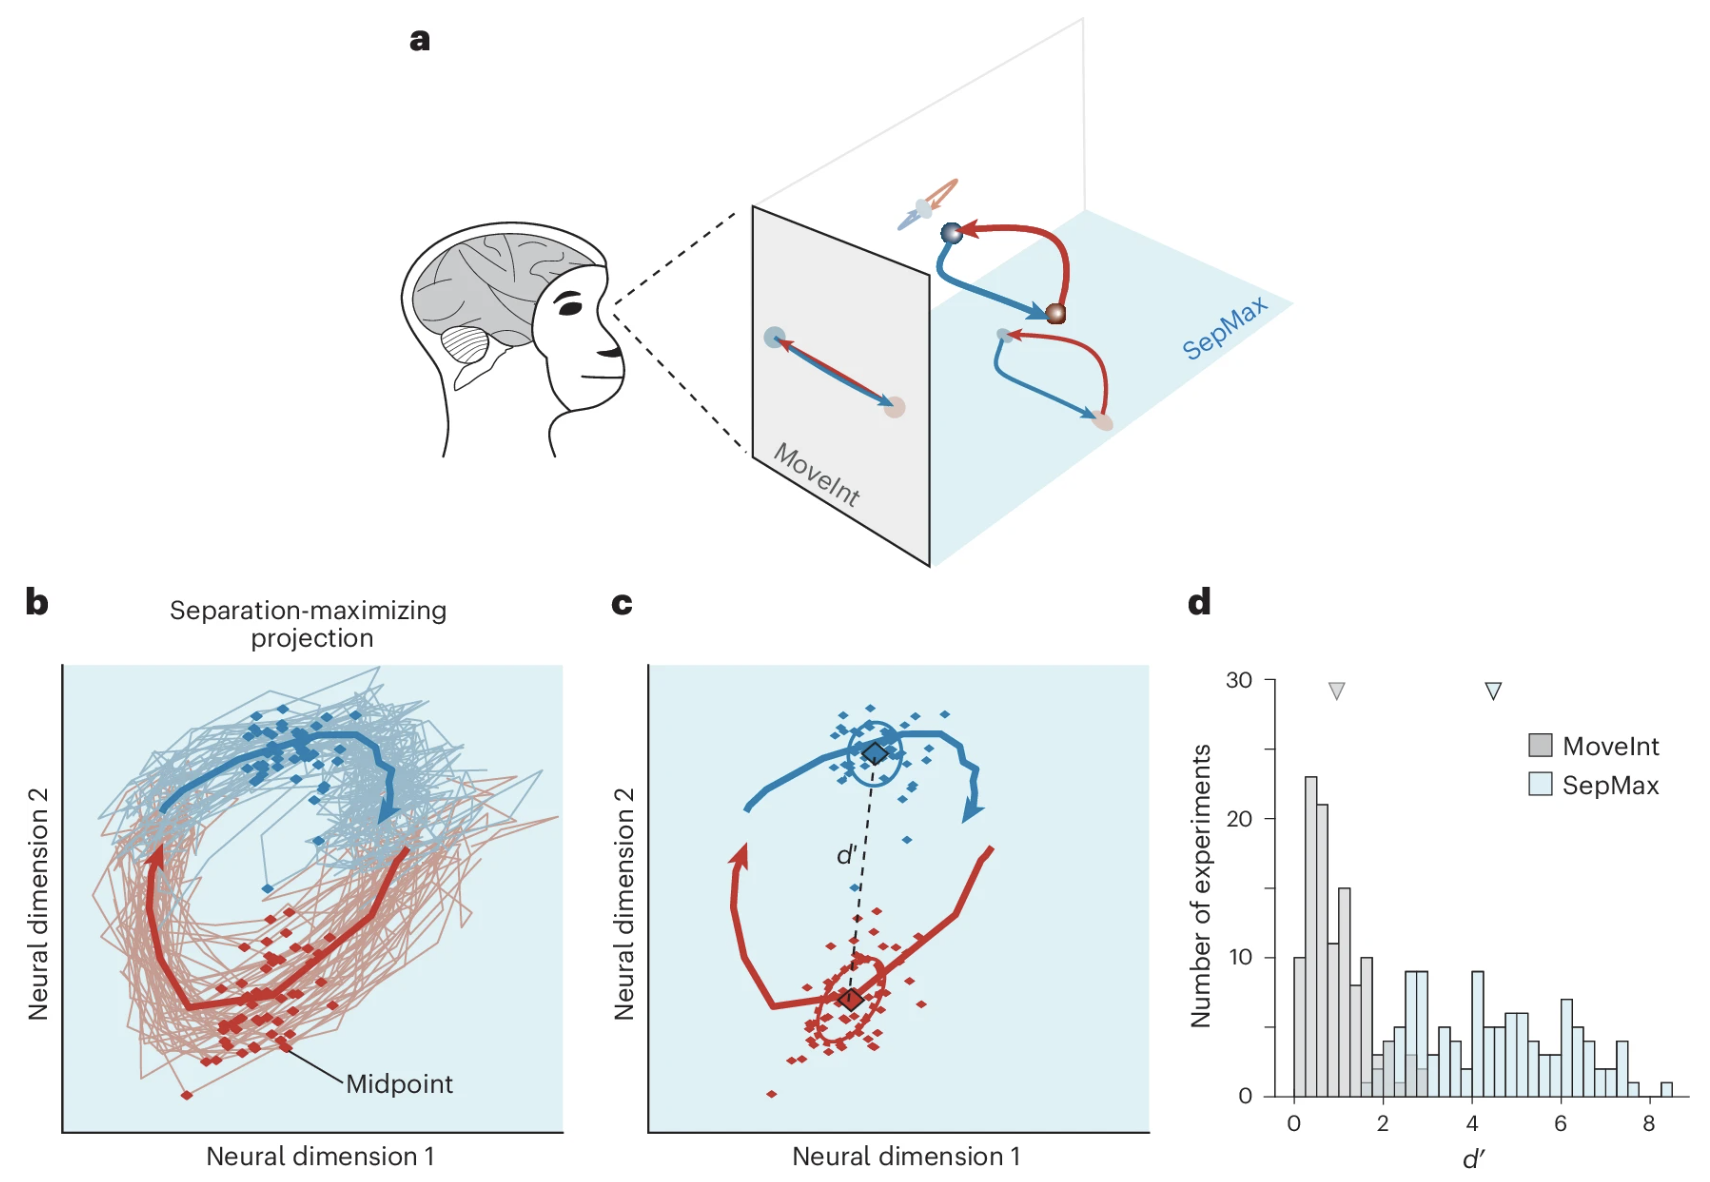 a
SepMax
MoveInt
b
Separation-maximizing
projection
Neural dimension 2
Midpoint
Neural dimension 1
c
Neural dimension 2
d′
Neural dimension 1
d
Number of experiments
30
20
10
0
MoveInt
SepMax
0 2 4 6 8
d′